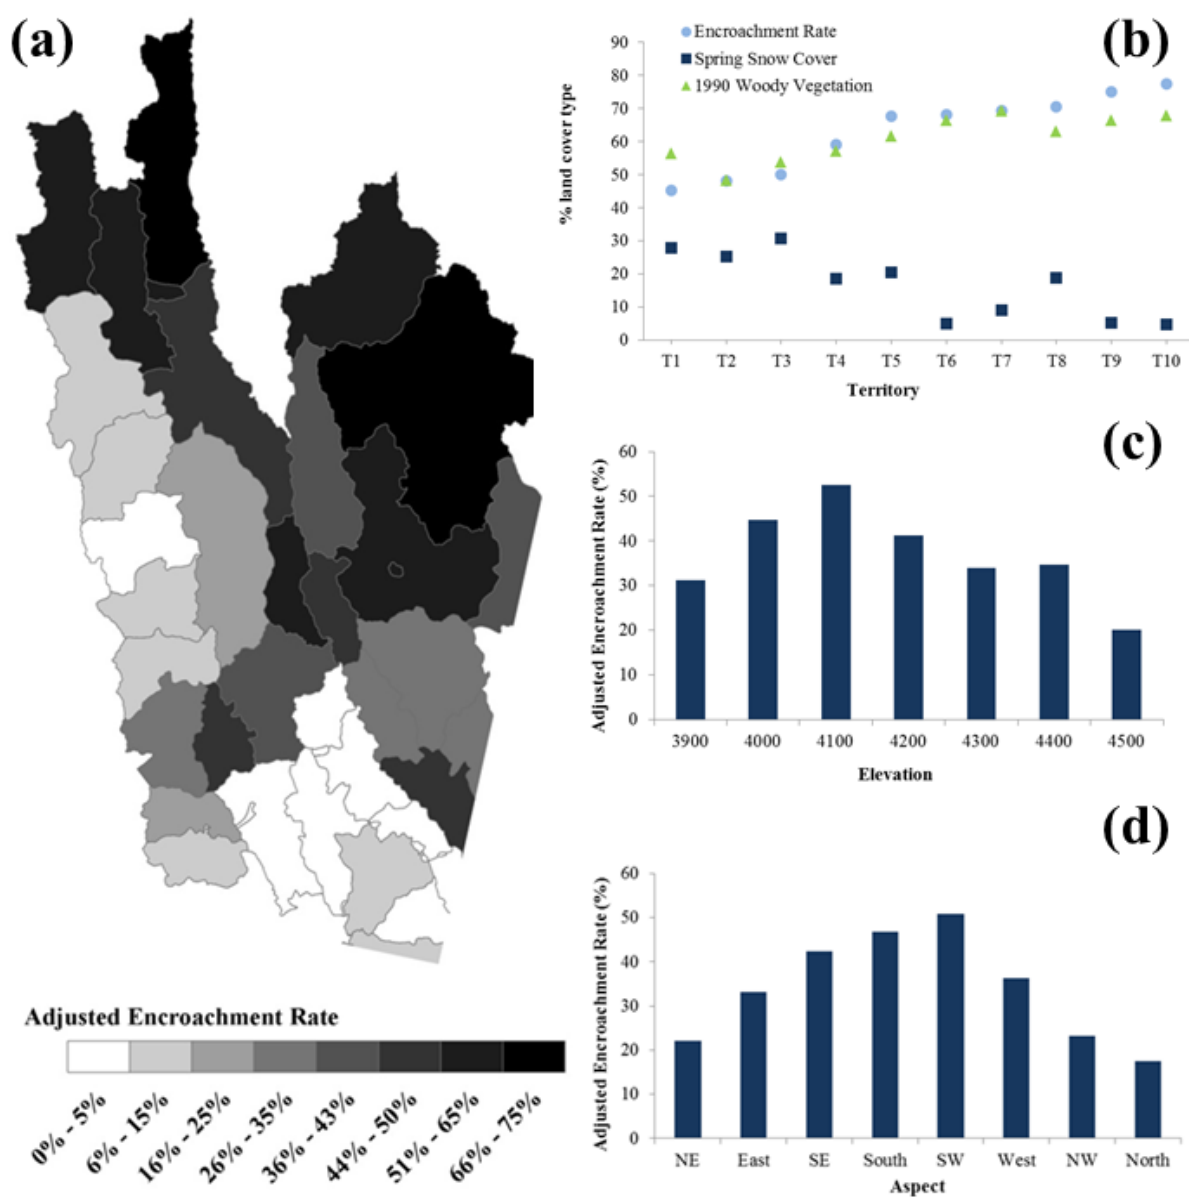 (a)
Adjusted Encroachment Rate
0% - 5%
6% - 15%
16% - 25%
26% - 35%
36% - 43%
44% - 50%
51% - 65%
66% - 75%
(b)
Encroachment Rate
Spring Snow Cover
1990 Woody Vegetation
% land cover type
90
80
70
60
50
40
30
20
10
0
T1 T2 T3 T4 T5 T6 T7 T8 T9 T10
Territory
(c)
Adjusted Encroachment Rate (%)
60
50
40
30
20
10
0
3900 4000 4100 4200 4300 4400 4500
Elevation
(d)
Adjusted Encroachment Rate (%)
60
50
40
30
20
10
0
NE East SE South SW West NW North
Aspect